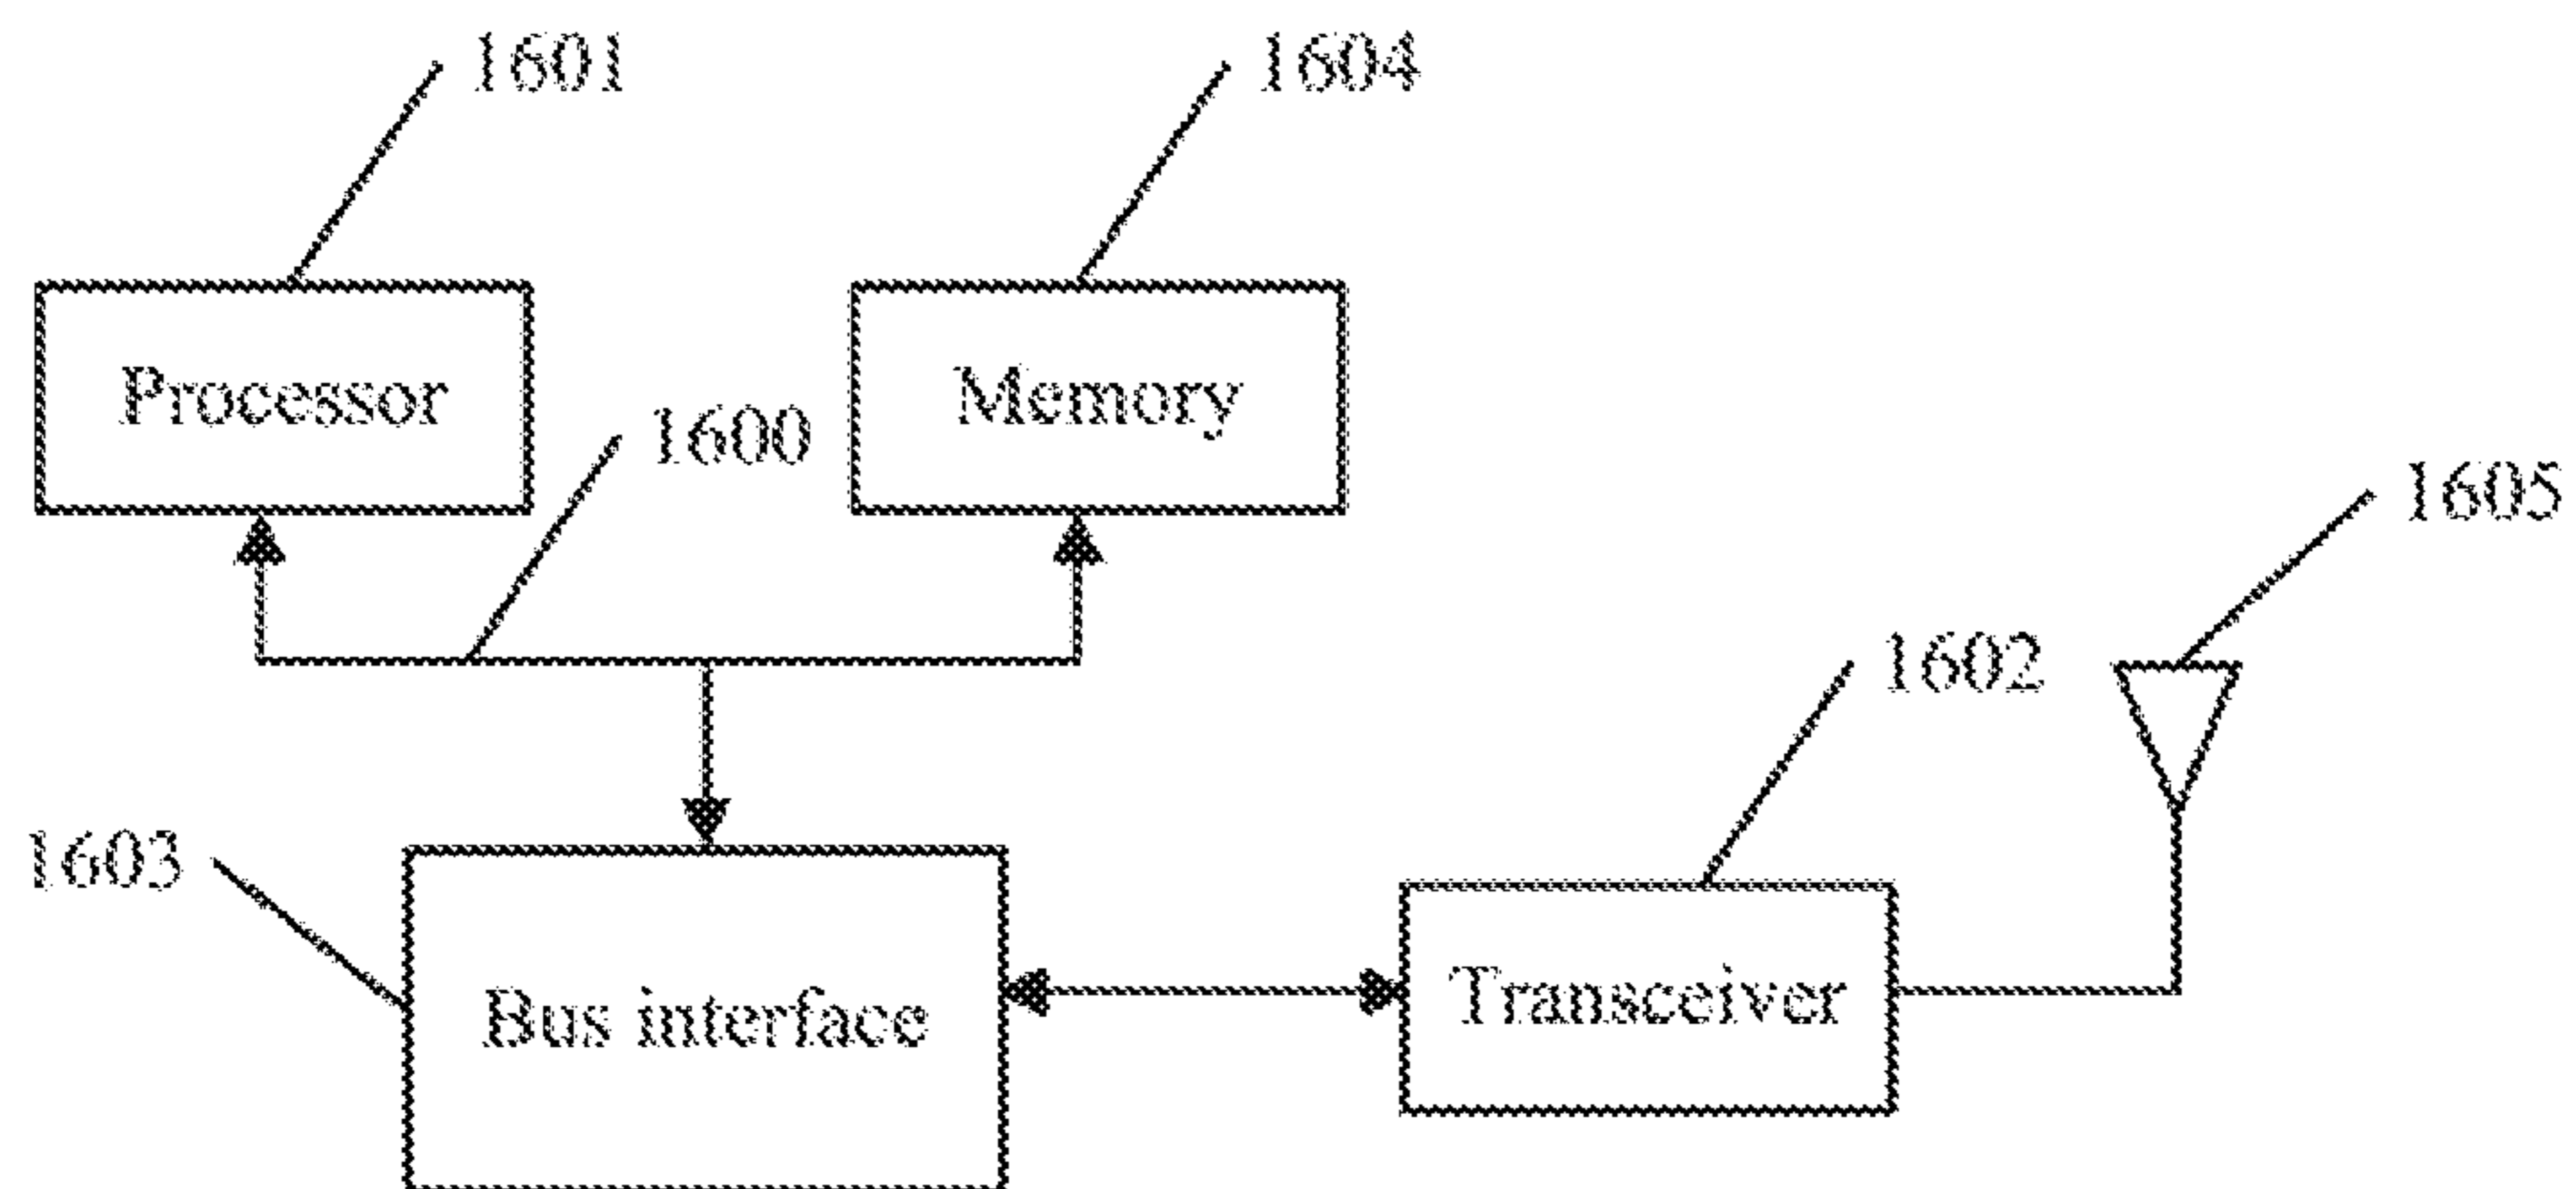 1601
1604
Processor
Memory
1600
1605
1602
1603
Bus interface
Transceiver